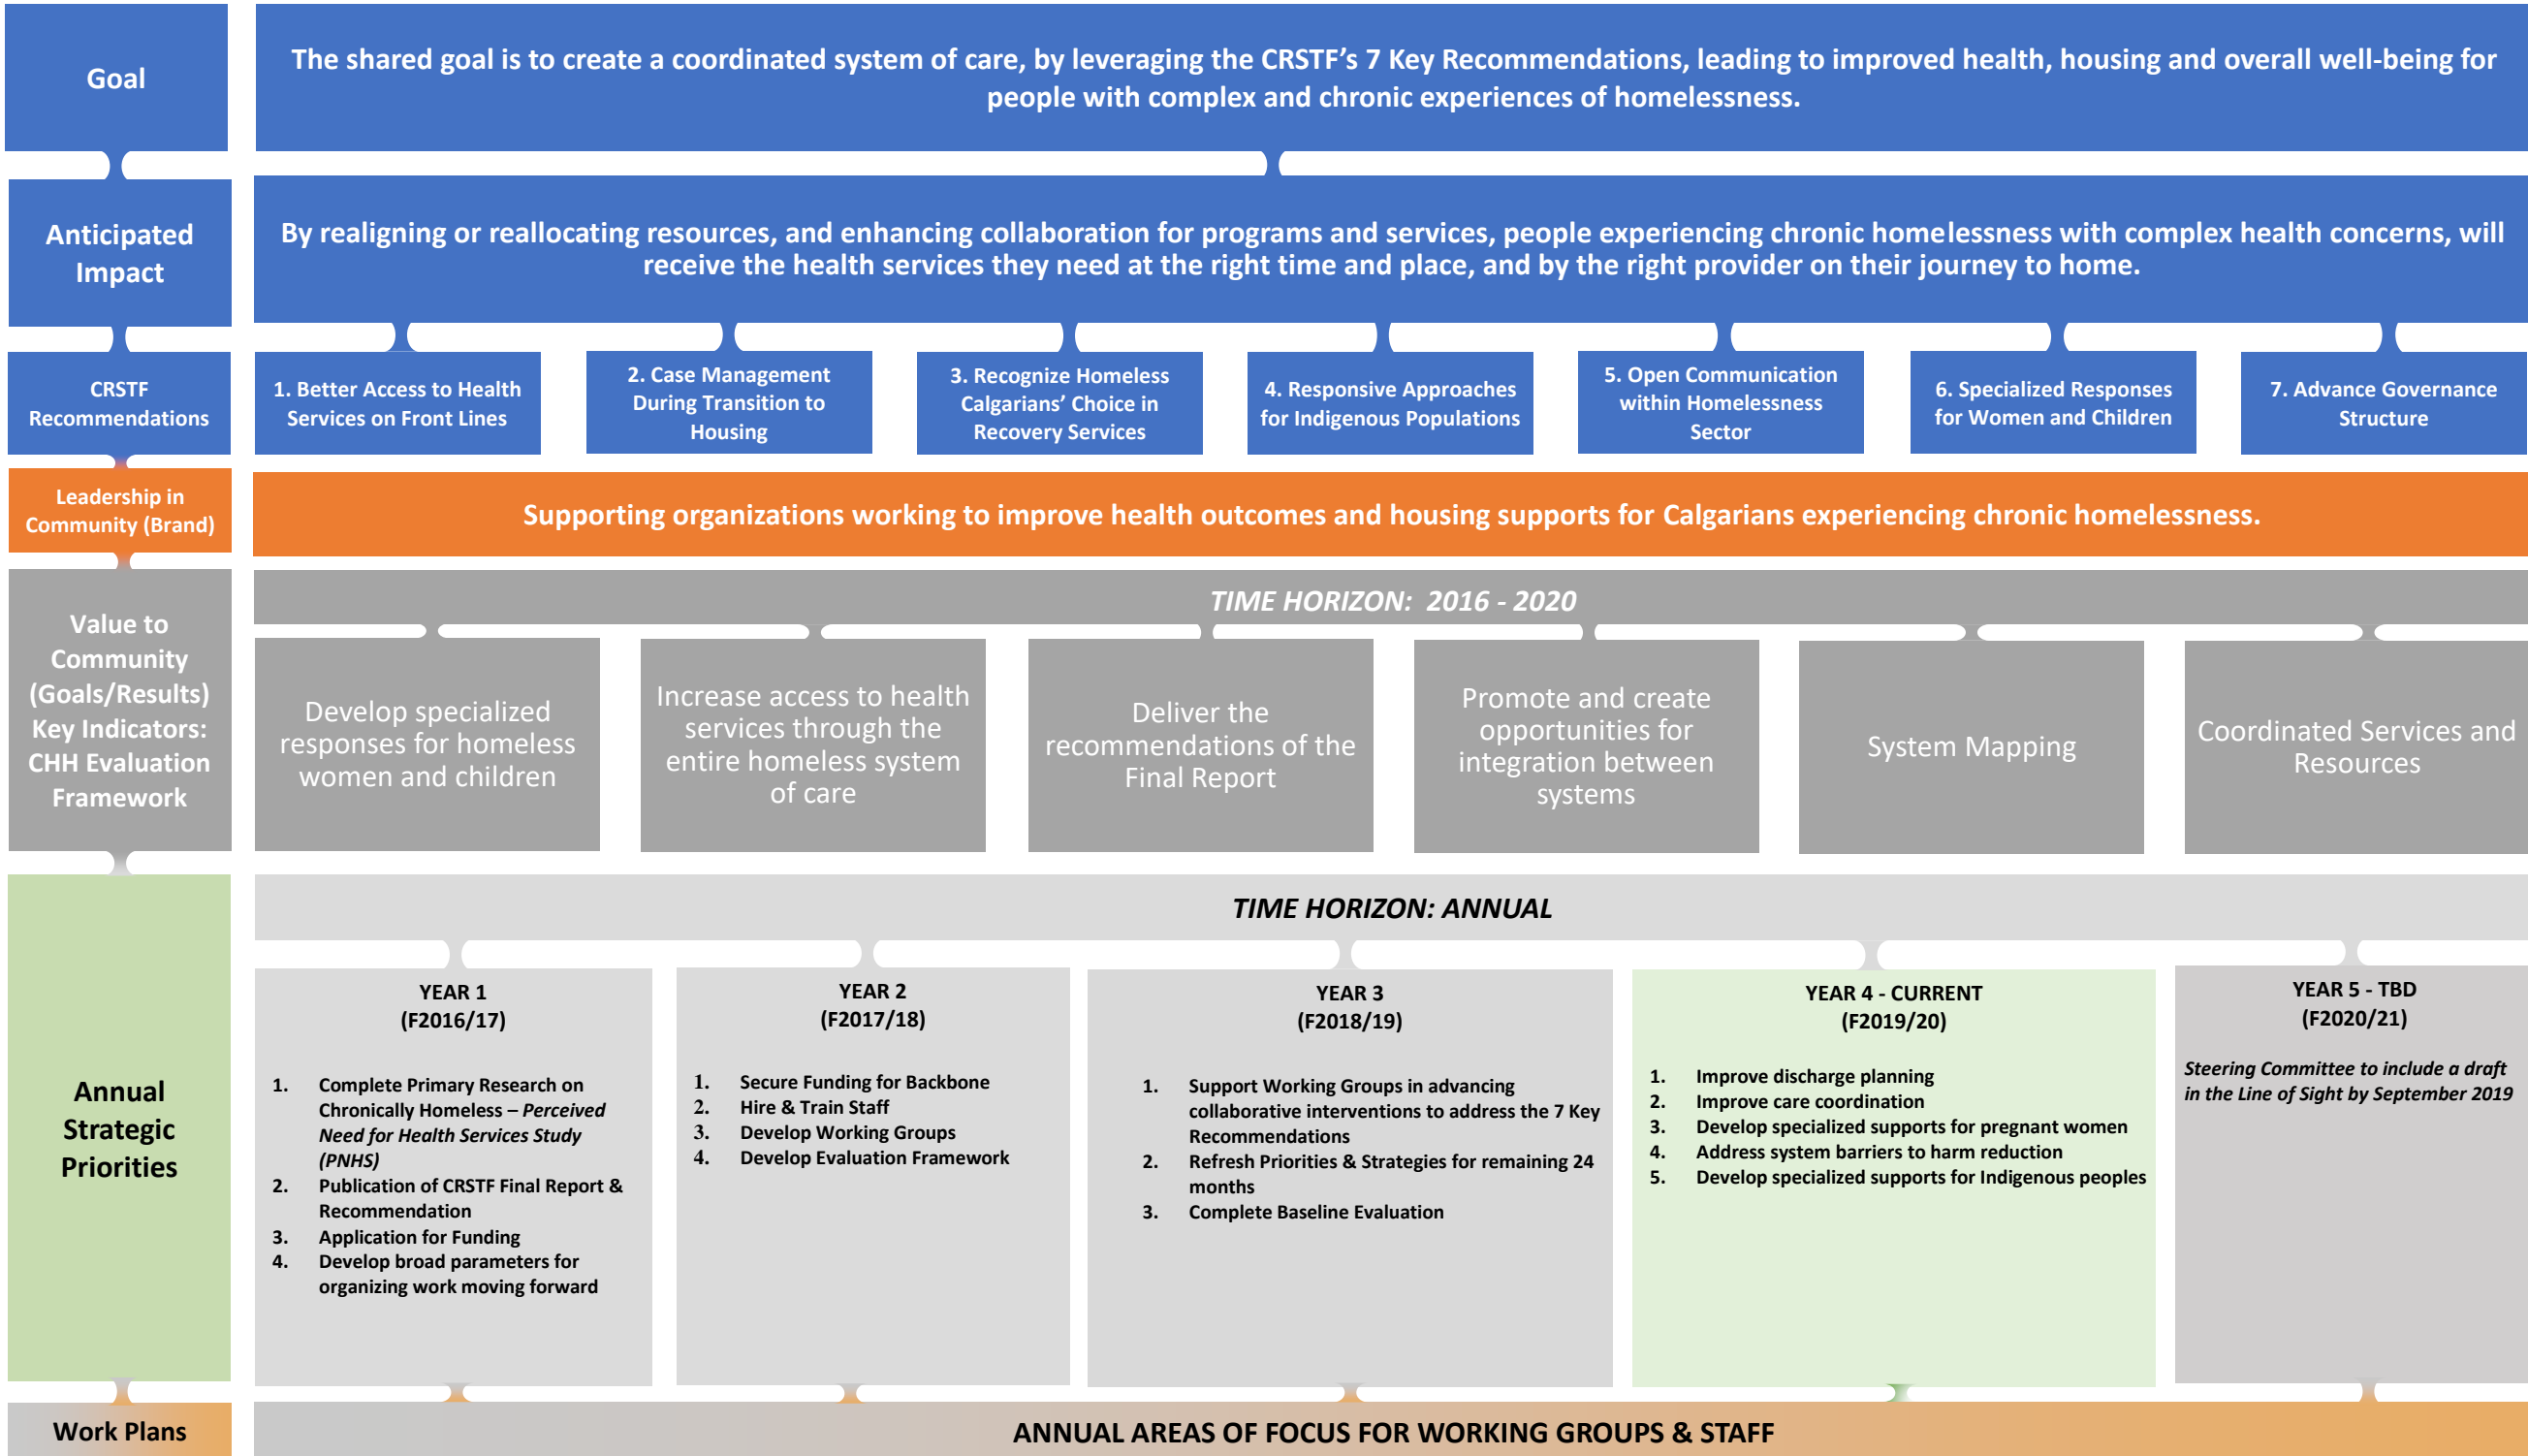 Goal
The shared goal is to create a coordinated system of care, by leveraging the CRSTF's 7 Key Recommendations, leading to improved health, housing and overall well-being for
people with complex and chronic experiences of homelessness.
Anticipated
Impact
By realigning or reallocating resources, and enhancing collaboration for programs and services, people experiencing chronic homelessness with complex health concerns, will
receive the health services they need at the right time and place, and by the right provider on their journey to home.
CRSTF
Recommendations
1. Better Access to Health
Services on Front Lines
2. Case Management
During Transition to
Housing
3. Recognize Homeless
Calgarians' Choice in
Recovery Services
4. Responsive Approaches
for Indigenous Populations
5. Open Communication
within Homelessness
Sector
6. Specialized Responses
for Women and Children
7. Advance Governance
Structure
Leadership in
Community (Brand)
Supporting organizations working to improve health outcomes and housing supports for Calgarians experiencing chronic homelessness.
Value to
Community
(Goals/Results)
Key Indicators:
CHH Evaluation
Framework
TIME HORIZON: 2016 - 2020
Develop specialized
responses for homeless
women and children
Increase access to health
services through the
entire homeless system
of care
Deliver the
recommendations of the
Final Report
Promote and create
opportunities for
integration between
systems
System Mapping
Coordinated Services and
Resources
Annual
Strategic
Priorities
TIME HORIZON: ANNUAL
YEAR 1
(F2016/17)
1. Complete Primary Research on
Chronically Homeless – Perceived
Need for Health Services Study
(PNHS)
2. Publication of CRSTF Final Report &
Recommendation
3. Application for Funding
4. Develop broad parameters for
organizing work moving forward
YEAR 2
(F2017/18)
1. Secure Funding for Backbone
2. Hire & Train Staff
3. Develop Working Groups
4. Develop Evaluation Framework
YEAR 3
(F2018/19)
1. Support Working Groups in advancing
collaborative interventions to address the 7 Key
Recommendations
2. Refresh Priorities & Strategies for remaining 24
months
3. Complete Baseline Evaluation
YEAR 4 - CURRENT
(F2019/20)
1. Improve discharge planning
2. Improve care coordination
3. Develop specialized supports for pregnant women
4. Address system barriers to harm reduction
5. Develop specialized supports for Indigenous peoples
YEAR 5 - TBD
(F2020/21)
Steering Committee to include a draft
in the Line of Sight by September 2019
Work Plans
ANNUAL AREAS OF FOCUS FOR WORKING GROUPS & STAFF